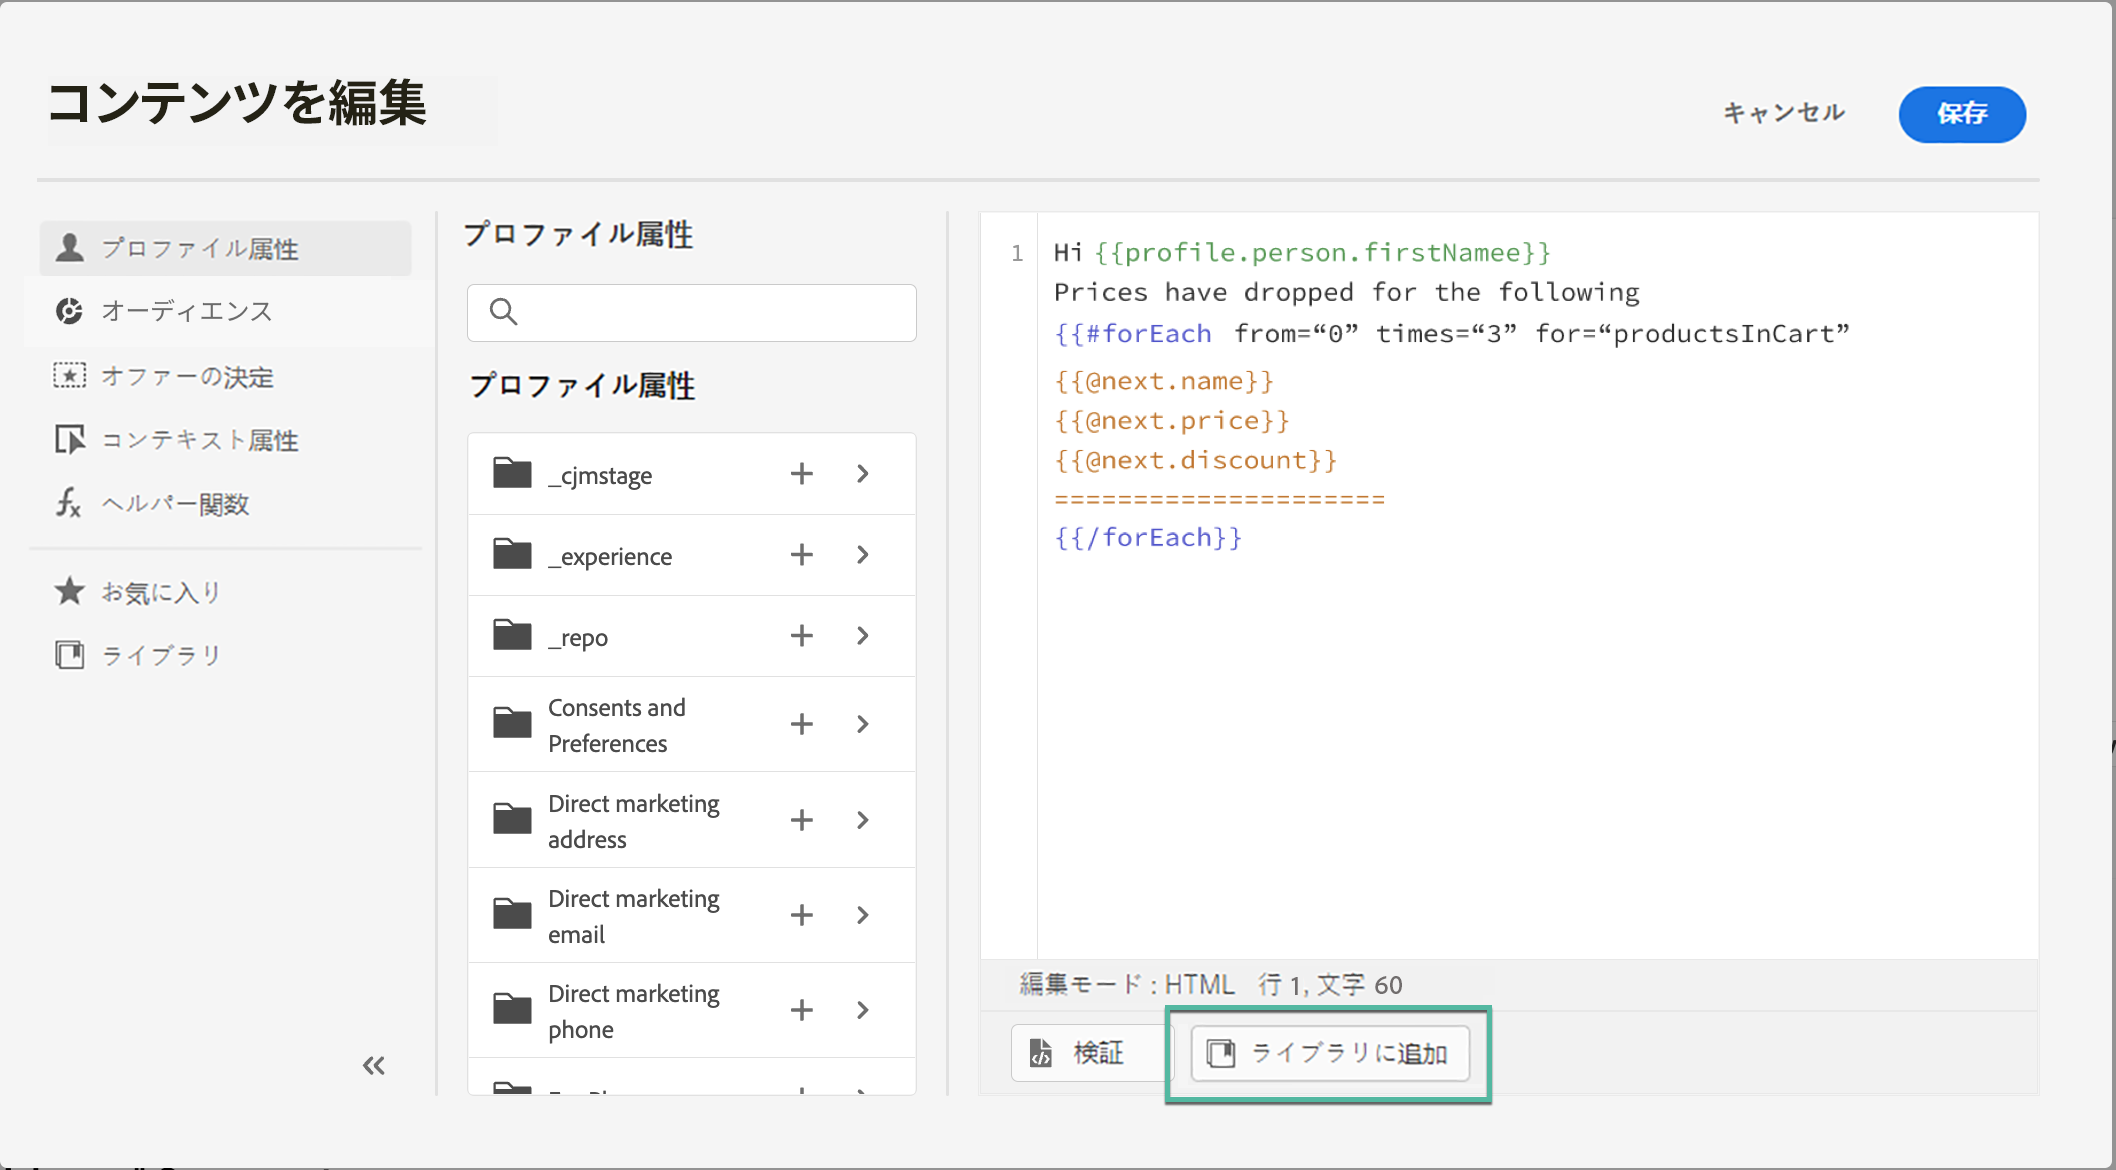 コンテンツを編集
キャンセル
保存
プロファイル属性
オーディエンス
オファーの決定
コンテキスト属性
ヘルパー関数
お気に入り
ライブラリ
プロファイル属性
プロファイル属性
_cjmstage
_experience
_repo
Consents and
Preferences
Direct marketing
address
Direct marketing
email
Direct marketing
phone
1
Hi {{profile.person.firstNamee}}
Prices have dropped for the following
{{#forEach from=“0” times=“3” for=“productsInCart”
{{@next.name}}
{{@next.price}}
{{@next.discount}}
=====================
{{/forEach}}
編集モード : HTML 行 1, 文字 60
検証
ライブラリに追加